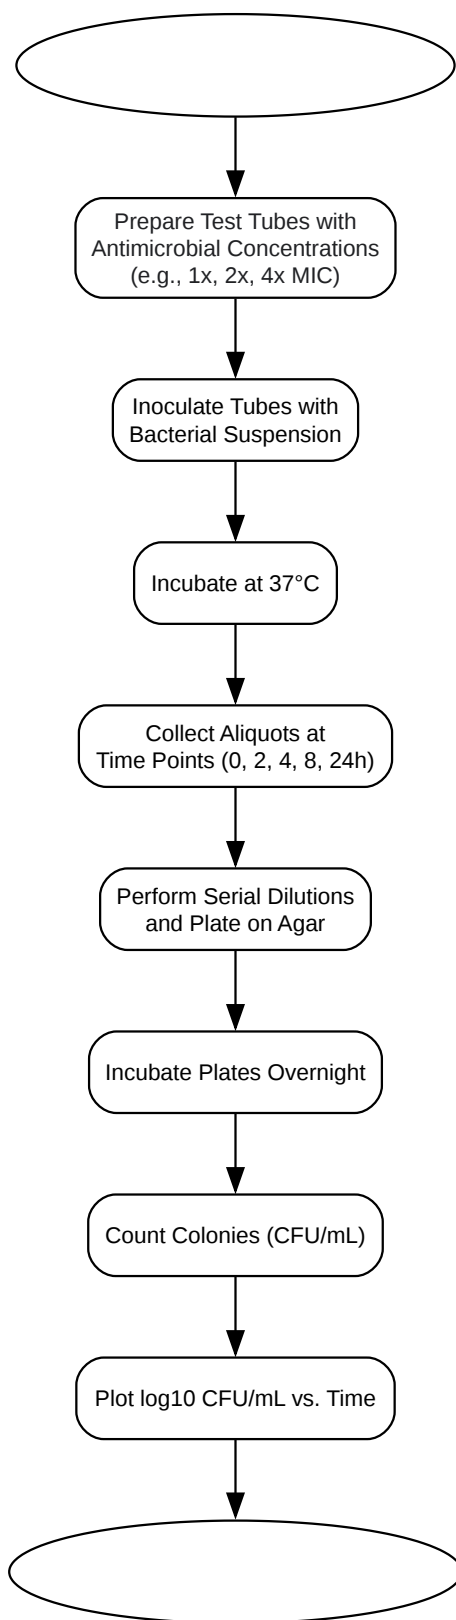 Prepare Test Tubes with
Antimicrobial Concentrations
(e.g., 1x, 2x, 4x MIC)
Inoculate Tubes with
Bacterial Suspension
Incubate at 37°C
Collect Aliquots at
Time Points (0, 2, 4, 8, 24h)
Perform Serial Dilutions
and Plate on Agar
Incubate Plates Overnight
Count Colonies (CFU/mL)
Plot log10 CFU/mL vs. Time